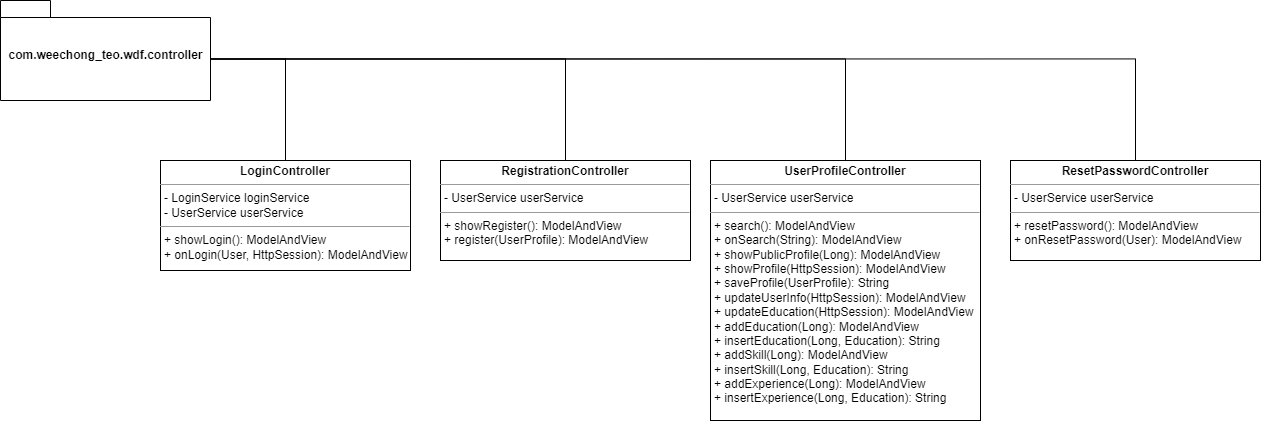 com.weechong_teo.wdf.controller
LoginController
- LoginService loginService
- UserService userService
+ showLogin(): ModelAndView
+ onLogin(User, HttpSession): ModelAndView
RegistrationController
- UserService userService
+ showRegister(): ModelAndView
+ register(UserProfile): ModelAndView
UserProfileController
- UserService userService
+ search(): ModelAndView
+ onSearch(String): ModelAndView
+ showPublicProfile(Long): ModelAndView
+ showProfile(HttpSession): ModelAndView
+ saveProfile(UserProfile): String
+ updateUserInfo(HttpSession): ModelAndView
+ updateEducation(HttpSession): ModelAndView
+ addEducation(Long): ModelAndView
+ insertEducation(Long, Education): String
+ addSkill(Long): ModelAndView
+ insertSkill(Long, Education): String
+ addExperience(Long): ModelAndView
+ insertExperience(Long, Education): String
ResetPasswordController
- UserService userService
+ resetPassword(): ModelAndView
+ onResetPassword(User): ModelAndView